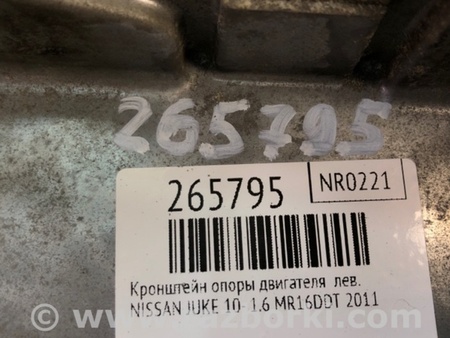 265795
265795
NR0221
Кронштейн опоры двигателя лев.
NISSAN JUKE 10- 1.6 MR16DDT 2011